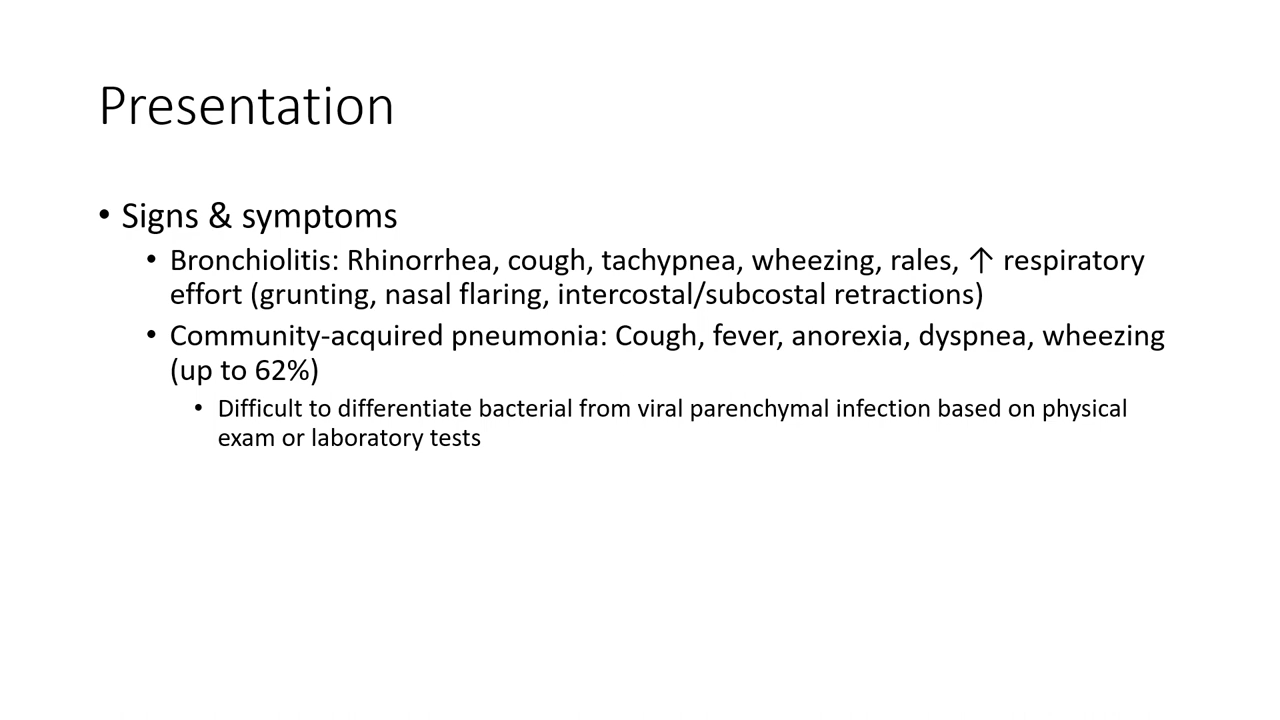 Presentation
• Signs & symptoms
• Bronchiolitis: Rhinorrhea, cough, tachypnea, wheezing, rales, ↑ respiratory
effort (grunting, nasal flaring, intercostal/subcostal retractions)
• Community-acquired pneumonia: Cough, fever, anorexia, dyspnea, wheezing
(up to 62%)
• Difficult to differentiate bacterial from viral parenchymal infection based on physical
exam or laboratory tests